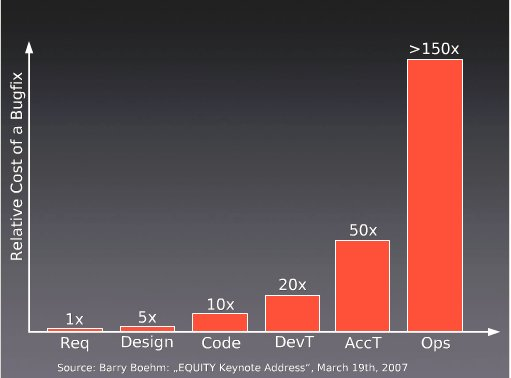 Relative Cost of a Bugfix
>150x
50x
20x
10x
5x
1x
Req Design Code DevT AccT Ops
Source: Barry Boehm: „EQUITY Keynote Address“, March 19th, 2007